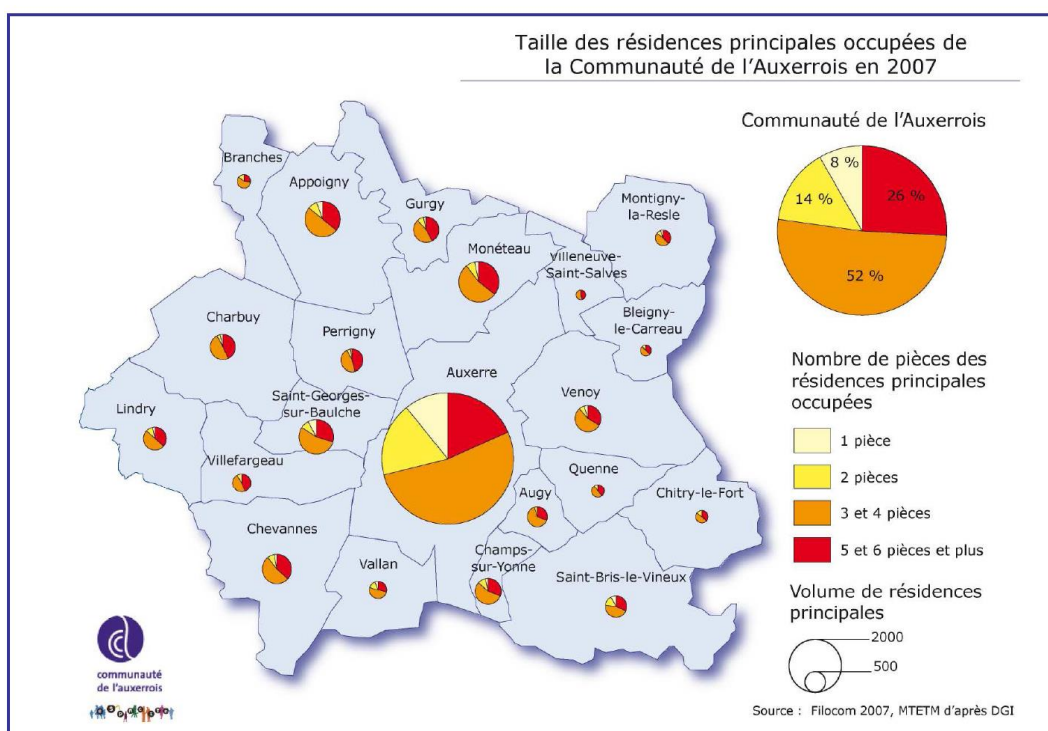 Taille des résidences principales occupées de
la Communauté de l'Auxerrois en 2007
Communauté de l'Auxerrois
8 %
14 %
26 %
52 %
Branches
Appoigny
Gurgy
Montigny-
la-Resle
Monéteau
Villeneuve-
Saint-Salves
Bleigny-
le-Carreau
Charbuy
Perrigny
Auxerre
Venoy
Saint-Georges-
sur-Baulche
Lindry
Villefargeau
Quenne
Chitry-le-Fort
Augy
Chevannes
Vallan
Champs-
sur-Yonne
Saint-Bris-le-Vineux
Nombre de pièces des
résidences principales
occupées
1 pièce
2 pièces
3 et 4 pièces
5 et 6 pièces et plus
Volume de résidences
principales
2000
500
communauté
de l'auxerrois
Source : Filocom 2007, MTETM d'après DGI